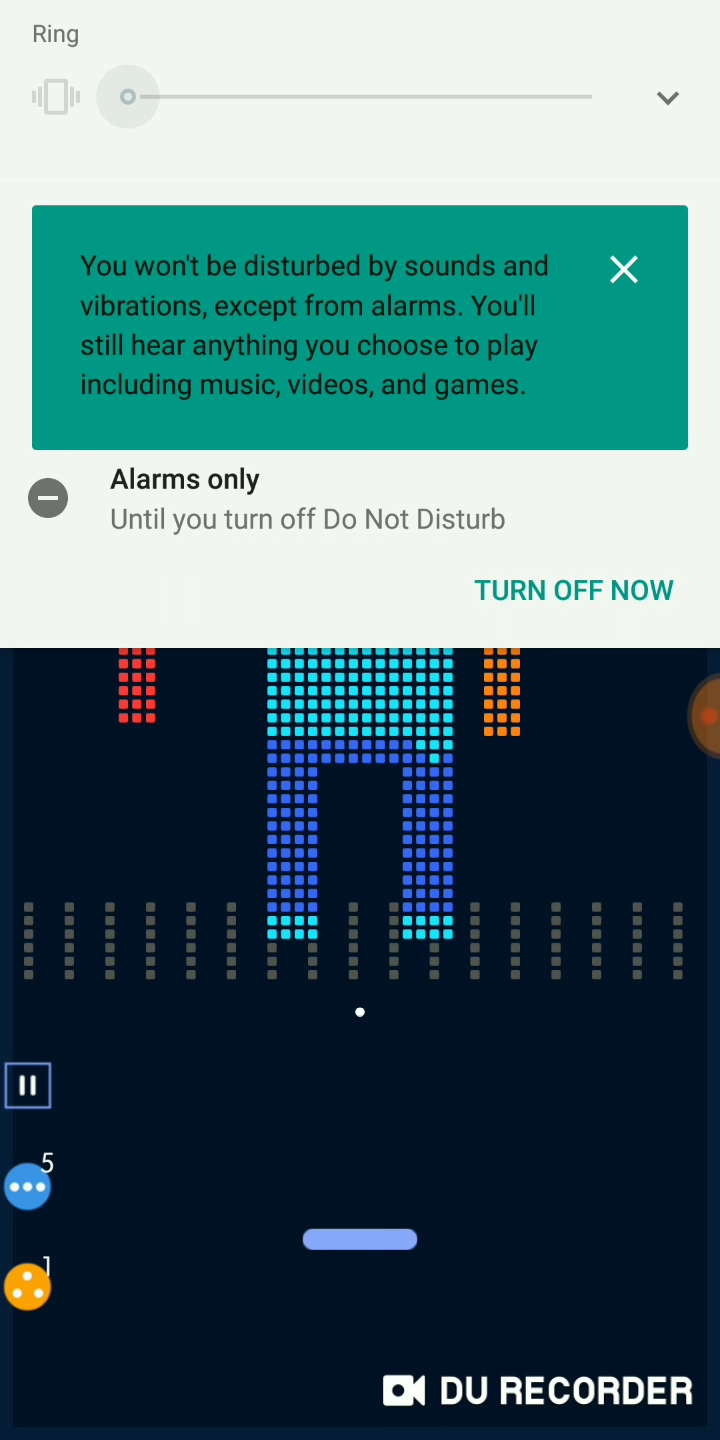 Ring
You won't be disturbed by sounds and
vibrations, except from alarms. You'll
still hear anything you choose to play
including music, videos, and games.
Alarms only
Until you turn off Do Not Disturb
TURN OFF NOW
5
1
DU RECORDER